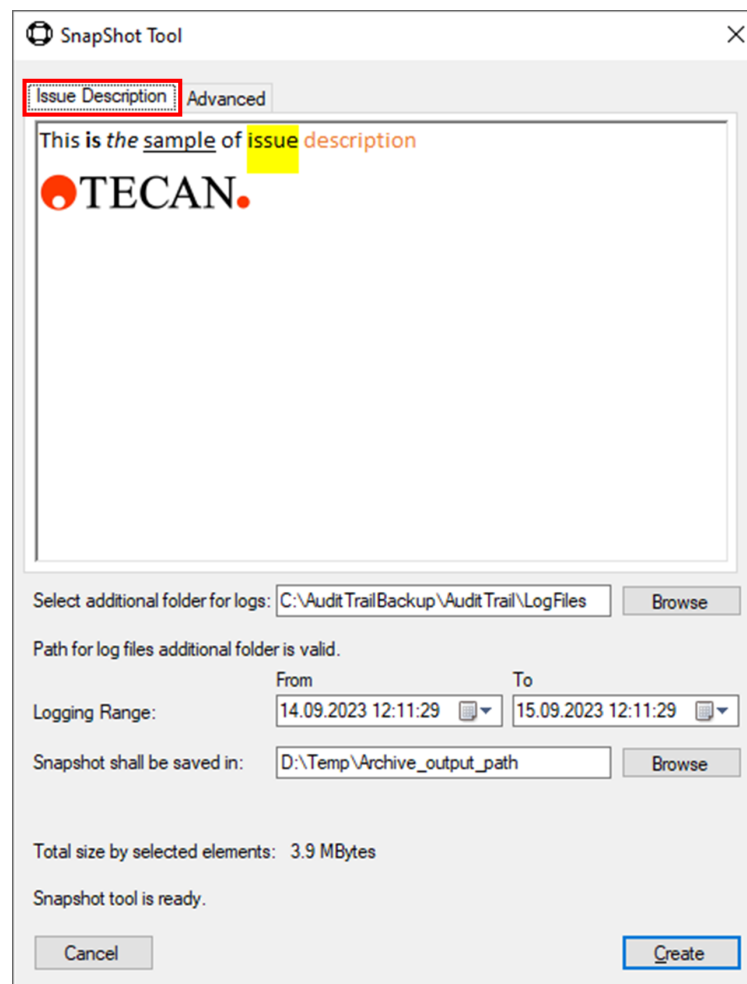 SnapShot Tool
Issue Description Advanced
This is the sample of issue description
TECAN.
Select additional folder for logs: C:\AuditTrailBackup\AuditTrail\LogFiles Browse
Path for log files additional folder is valid.
From To
Logging Range: 14.09.2023 12:11:29 15.09.2023 12:11:29
Snapshot shall be saved in: D:\Temp\Archive_output_path Browse
Total size by selected elements: 3.9 MBytes
Snapshot tool is ready.
Cancel Create